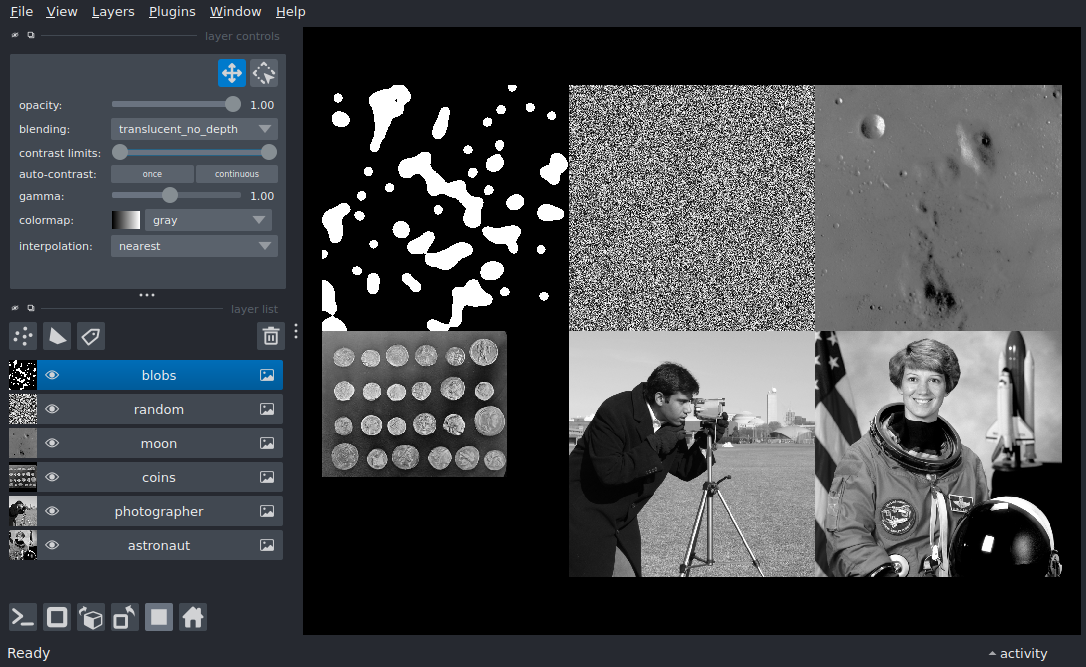 File View Layers Plugins Window Help
layer controls
opacity: 1.00
blending: translucent_no_depth
contrast limits:
auto-contrast: once continuous
gamma: 1.00
colormap: gray
interpolation: nearest
layer list
blobs
random
moon
coins
photographer
astronaut
Ready
activity